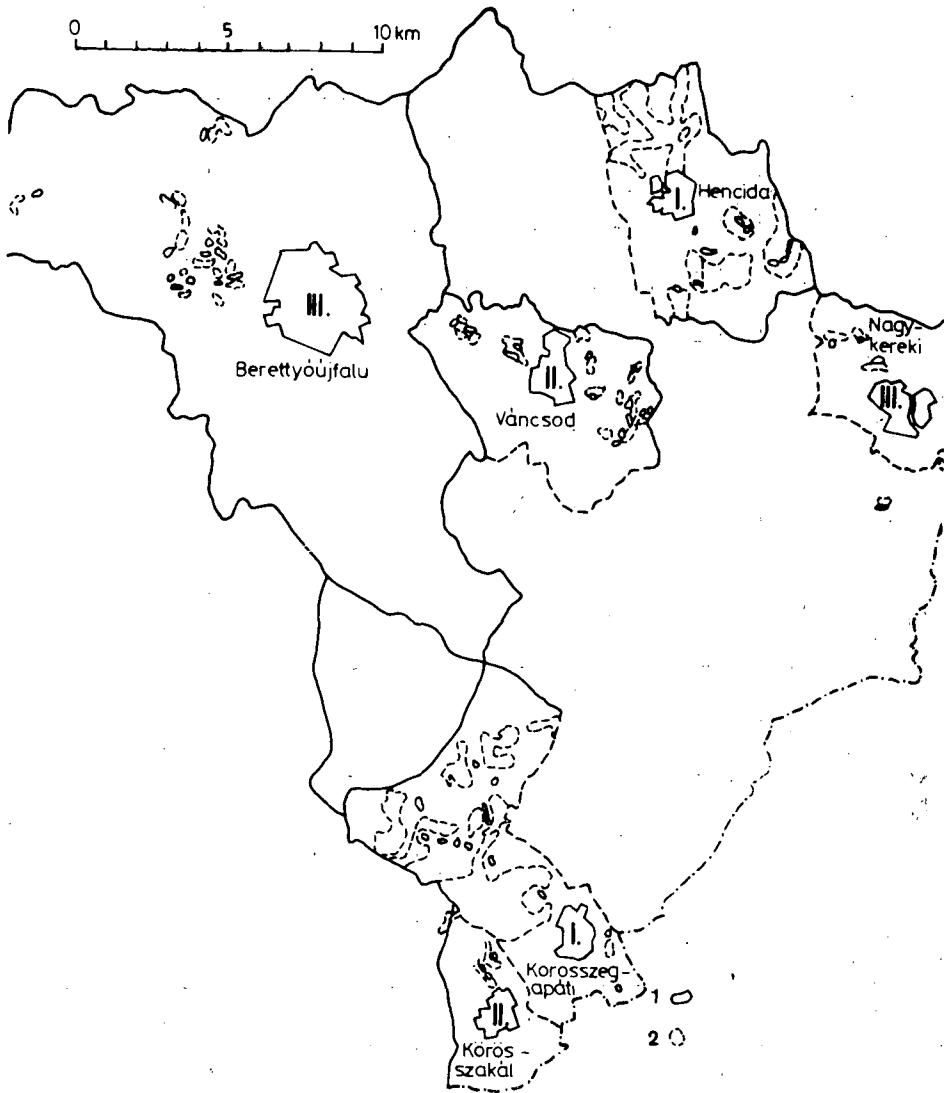 0 5 10 km
I. Hencida
III.
Berettyóújfalu
Nagy-
kereki
III.
II.
Váncsod
I.
Körösszeg-
apáti
1
II.
2
Körös-
szakál